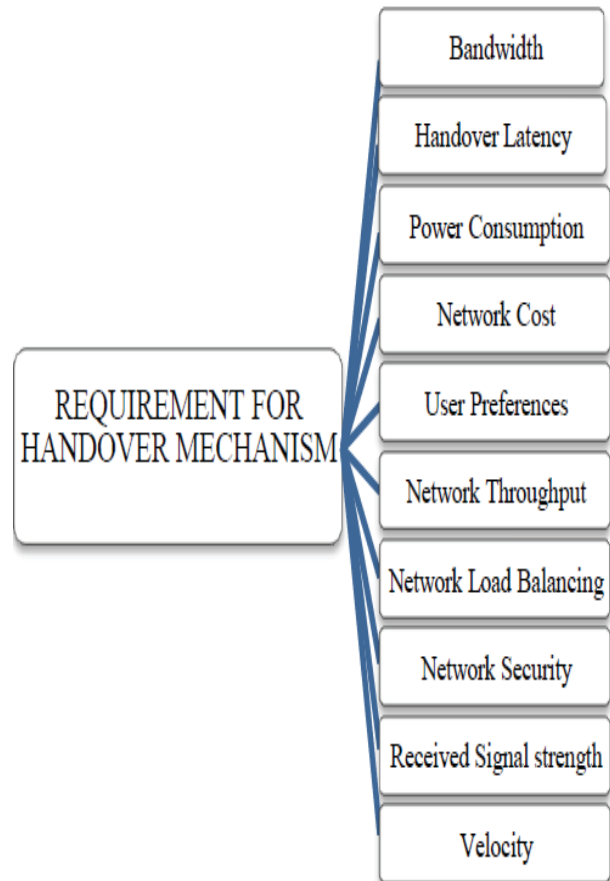 REQUIREMENT FOR
HANDOVER MECHANISM
Bandwidth
Handover Latency
Power Consumption
Network Cost
User Preferences
Network Throughput
Network Load Balancing
Network Security
Received Signal strength
Velocity